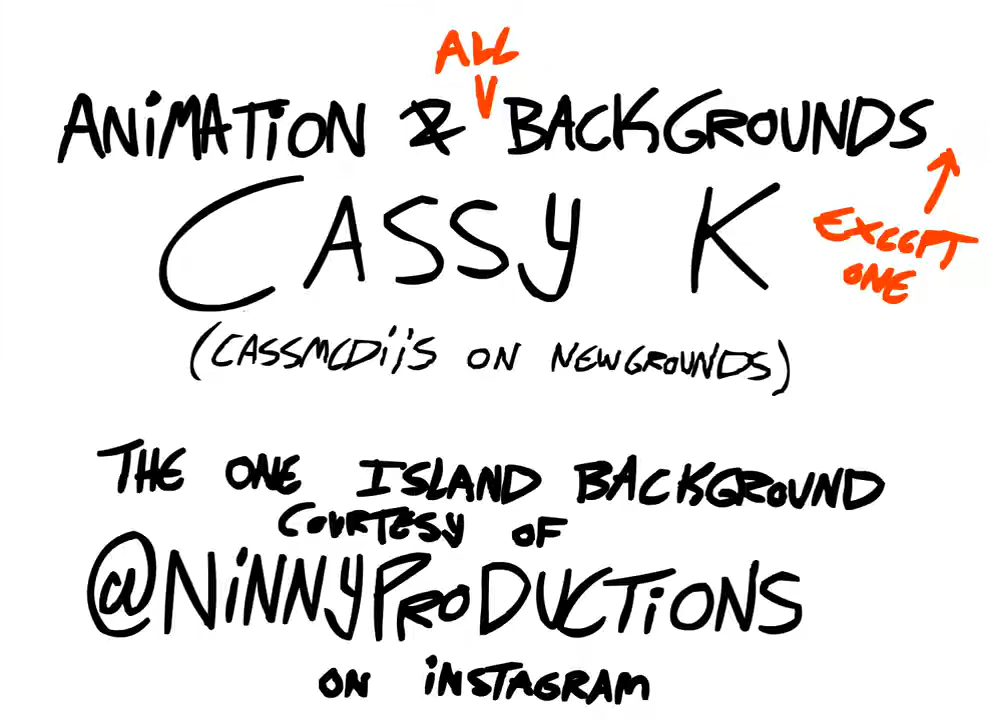 ALL
ANiMATiON & BACKGROUNDS
CASSY K
EXCEPT
ONE
(CASSMCDii'S ON NEWGROUNDS)
THE ONE ISLAND BACKGROUND
COURTESY OF
@NiNNYPRODUCTiONS
ON iNSTAGRAM